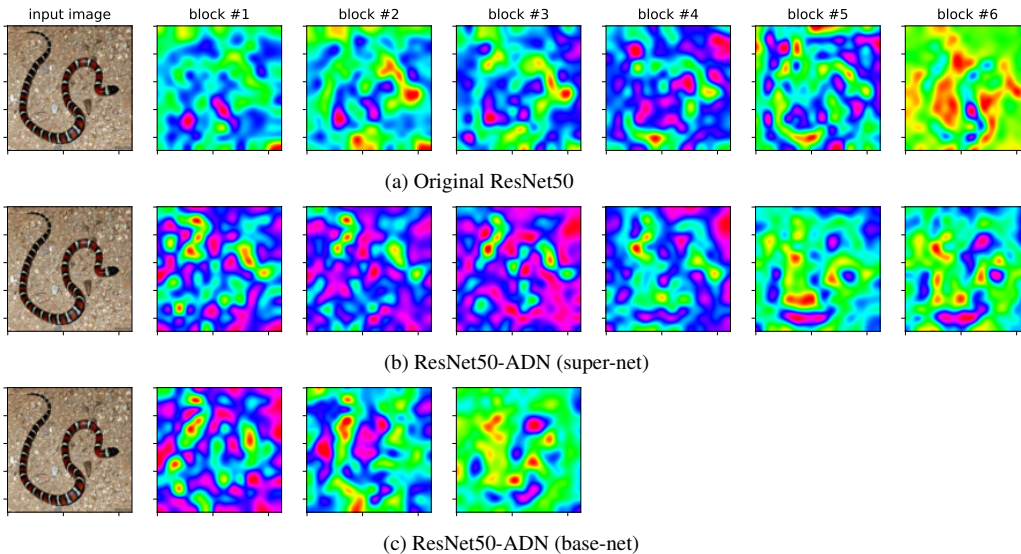 input image block #1 block #2 block #3 block #4 block #5 block #6
(a) Original ResNet50
(b) ResNet50-ADN (super-net)
(c) ResNet50-ADN (base-net)